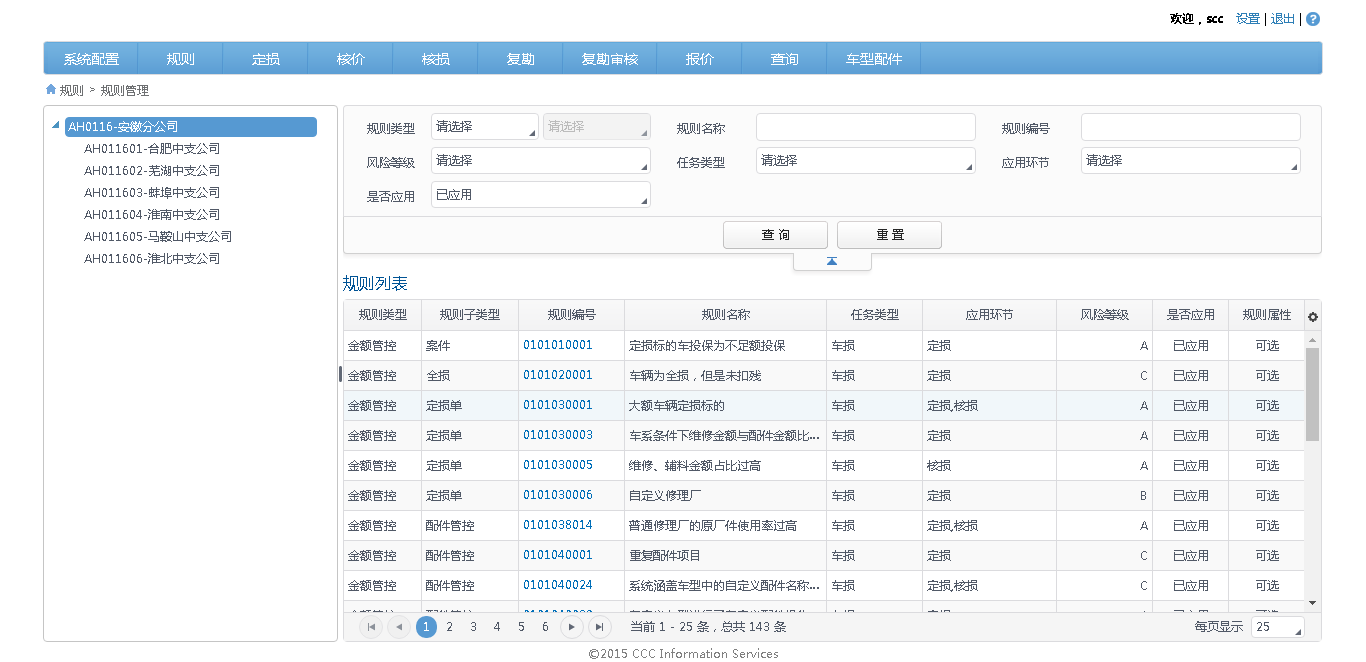 欢迎，scc 设置 | 退出 | ?
系统配置 规则 定损 核价 核损 复勘 复勘审核 报价 查询 车型配件
规则 > 规则管理
AH0116-安徽分公司
AH011601-合肥中支公司
AH011602-芜湖中支公司
AH011603-蚌埠中支公司
AH011604-淮南中支公司
AH011605-马鞍山中支公司
AH011606-淮北中支公司
规则类型 请选择 请选择 规则名称 规则编号
风险等级 请选择 任务类型 请选择 应用环节 请选择
是否应用 已应用
查 询 重 置
规则列表
规则类型 规则子类型 规则编号 规则名称 任务类型 应用环节 风险等级 是否应用 规则属性
金额管控 案件 0101010001 定损标的车投保为不足额投保 车损 定损 A 已应用 可选
金额管控 全损 0101020001 车辆为全损，但是未扣残 车损 定损 C 已应用 可选
金额管控 定损单 0101030001 大额车辆定损标的 车损 定损,核损 A 已应用 可选
金额管控 定损单 0101030003 车系条件下维修金额与配件金额比... 车损 定损 A 已应用 可选
金额管控 定损单 0101030005 维修、辅料金额占比过高 车损 核损 A 已应用 可选
金额管控 定损单 0101030006 自定义修理厂 车损 定损 B 已应用 可选
金额管控 配件管控 0101038014 普通修理厂的原厂件使用率过高 车损 定损,核损 A 已应用 可选
金额管控 配件管控 0101040001 重复配件项目 车损 定损 C 已应用 可选
金额管控 配件管控 0101040024 系统涵盖车型中的自定义配件名称... 车损 定损,核损 C 已应用 可选
1 2 3 4 5 6 当前 1 - 25 条，总共 143 条 每页显示 25
©2015 CCC Information Services